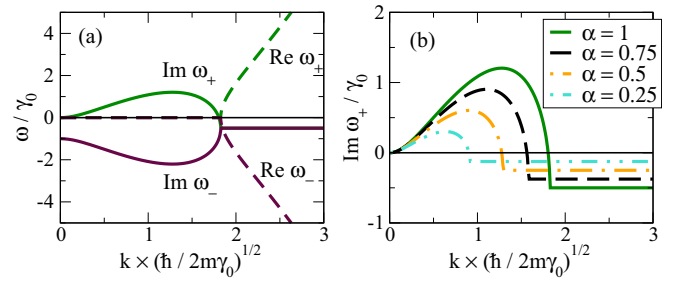 (a)
Im ω₊
Re ω₊
Im ω₋
Re ω₋
ω / γ₀
4
2
0
-2
-4
0
1
2
3
k × (ħ / 2mγ₀)^{1/2}
(b)
α = 1
α = 0.75
α = 0.5
α = 0.25
Im ω₊ / γ₀
2
1
0
-1
0
1
2
3
k × (ħ / 2mγ₀)^{1/2}